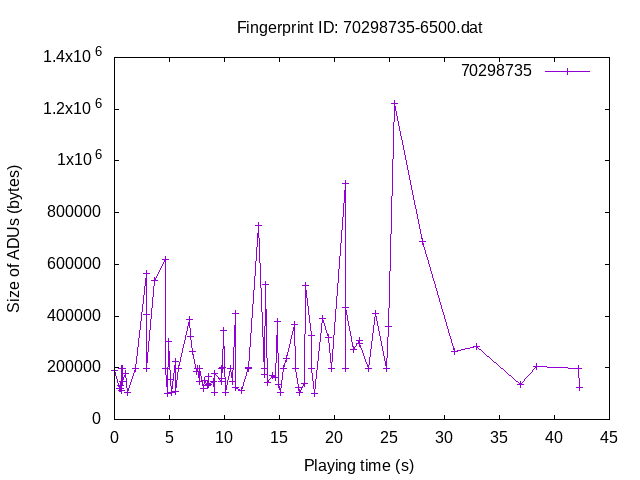 Fingerprint ID: 70298735-6500.dat
1.4x10 6
70298735
1.2x10 6
1x10 6
800000
600000
400000
200000
0
Size of ADUs (bytes)
0 5 10 15 20 25 30 35 40 45
Playing time (s)